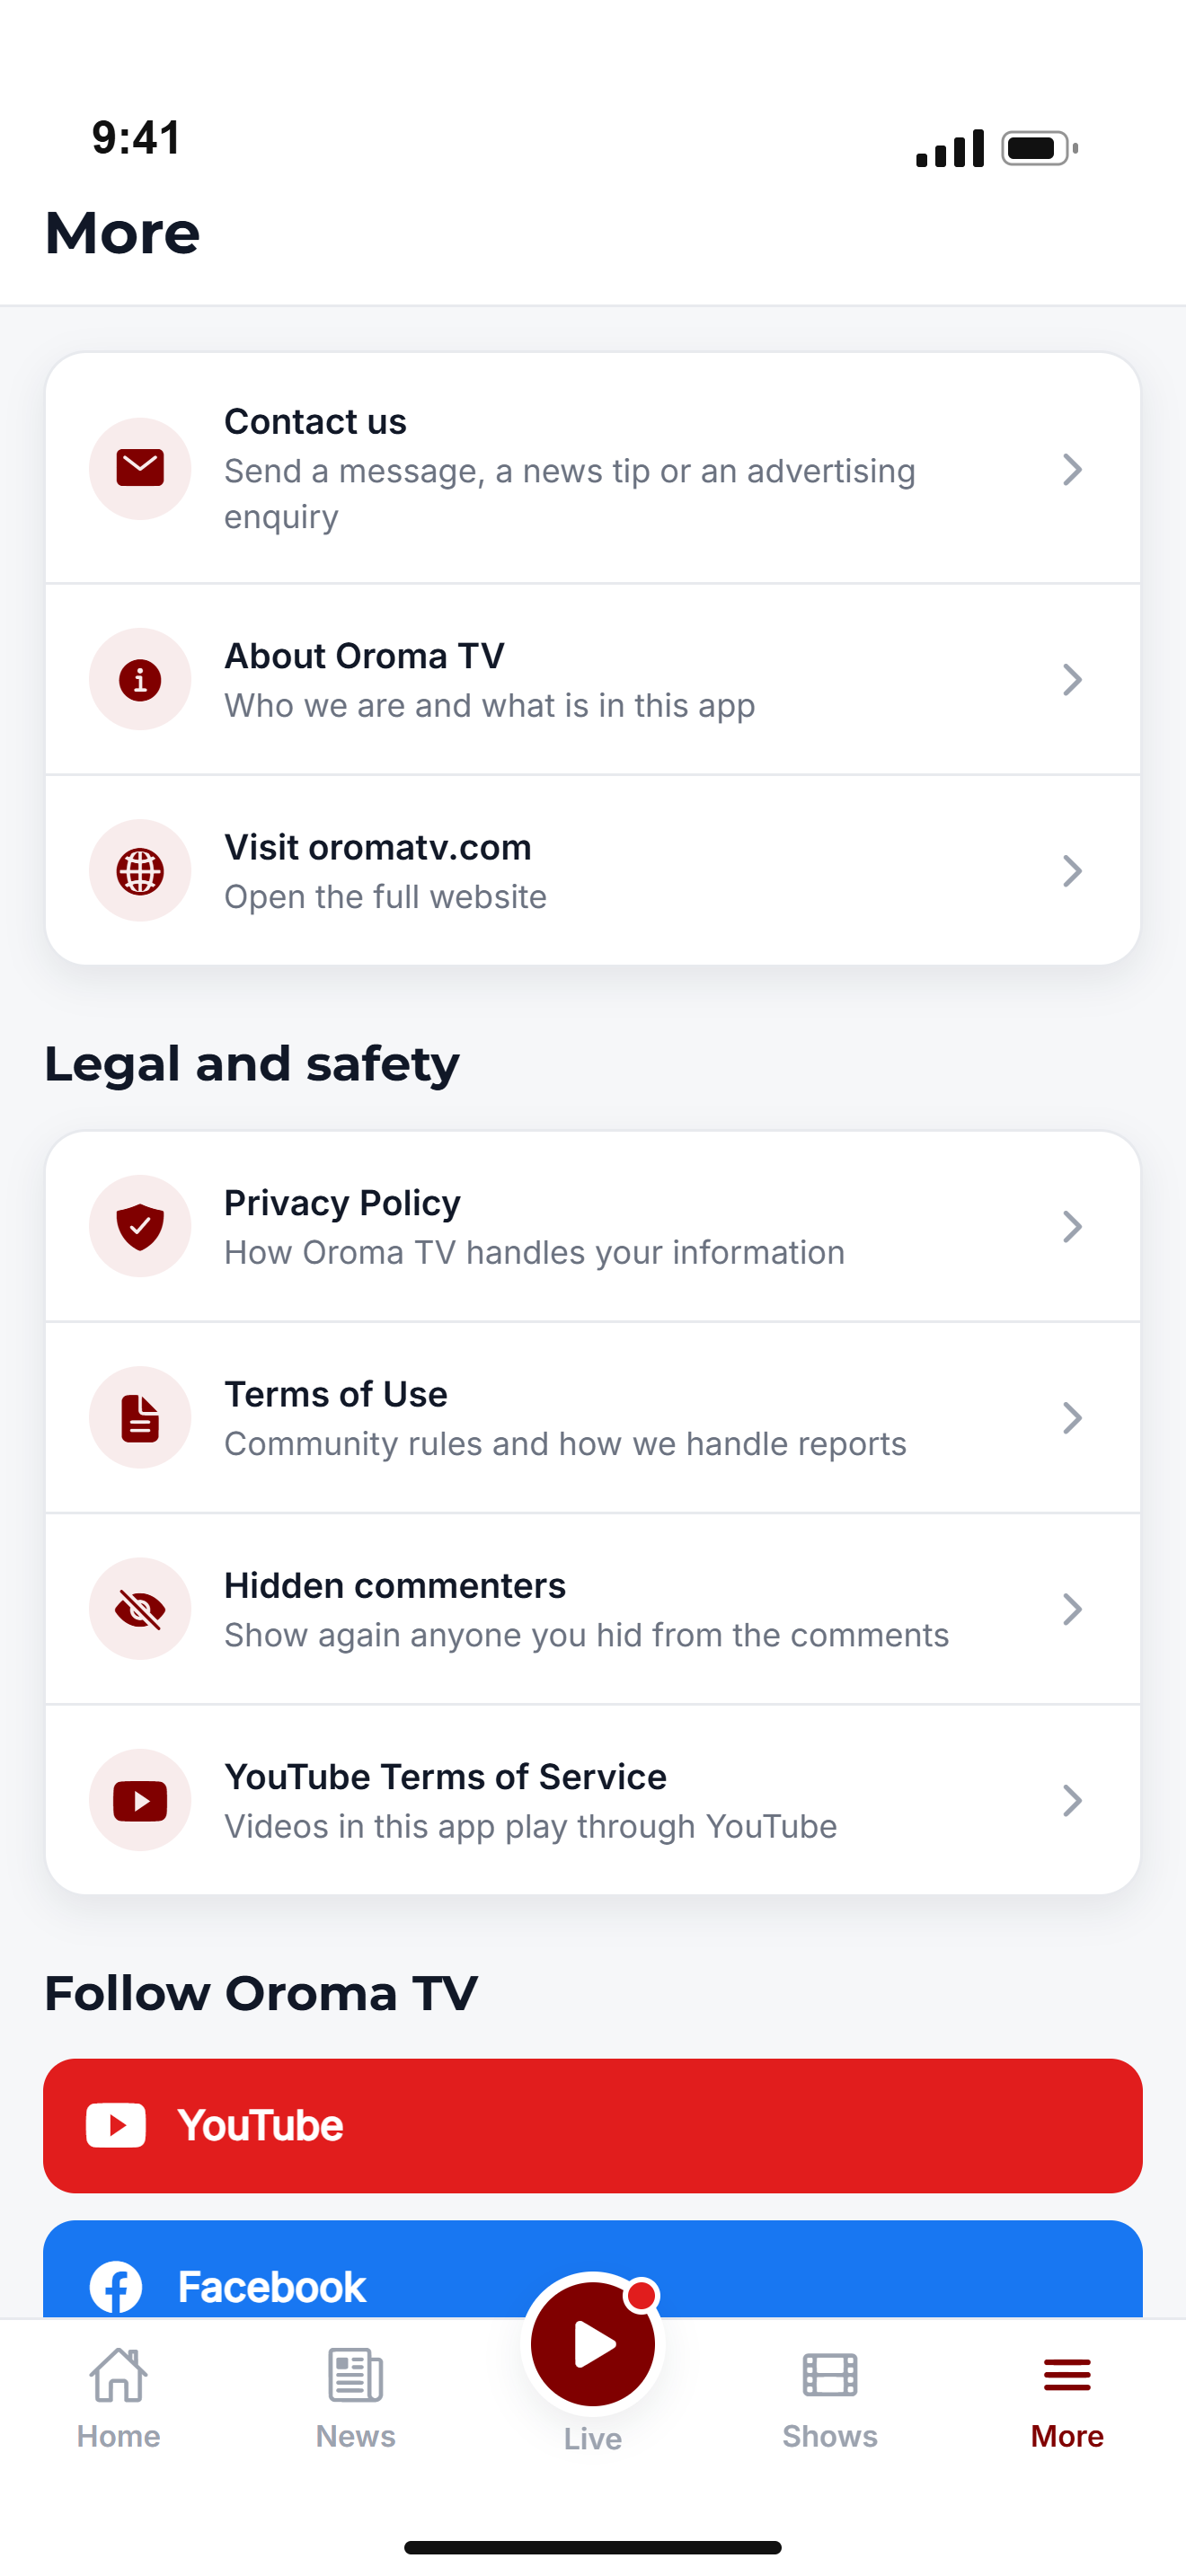 9:41
More
Contact us
Send a message, a news tip or an advertising
enquiry
About Oroma TV
Who we are and what is in this app
Visit oromatv.com
Open the full website
Legal and safety
Privacy Policy
How Oroma TV handles your information
Terms of Use
Community rules and how we handle reports
Hidden commenters
Show again anyone you hid from the comments
YouTube Terms of Service
Videos in this app play through YouTube
Follow Oroma TV
YouTube
Facebook
Home
News
Live
Shows
More